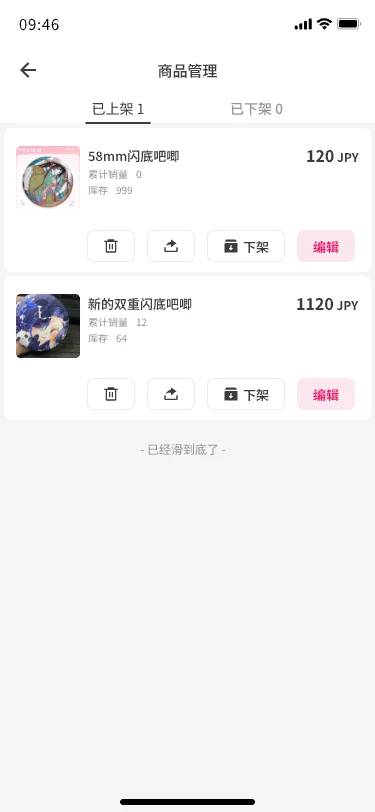 09:46
商品管理
已上架 1
已下架 0
58mm闪底吧唧
120 JPY
累计销量 0
库存 999
下架
编辑
新的双重闪底吧唧
1120 JPY
累计销量 12
库存 64
下架
编辑
- 已经滑到底了 -